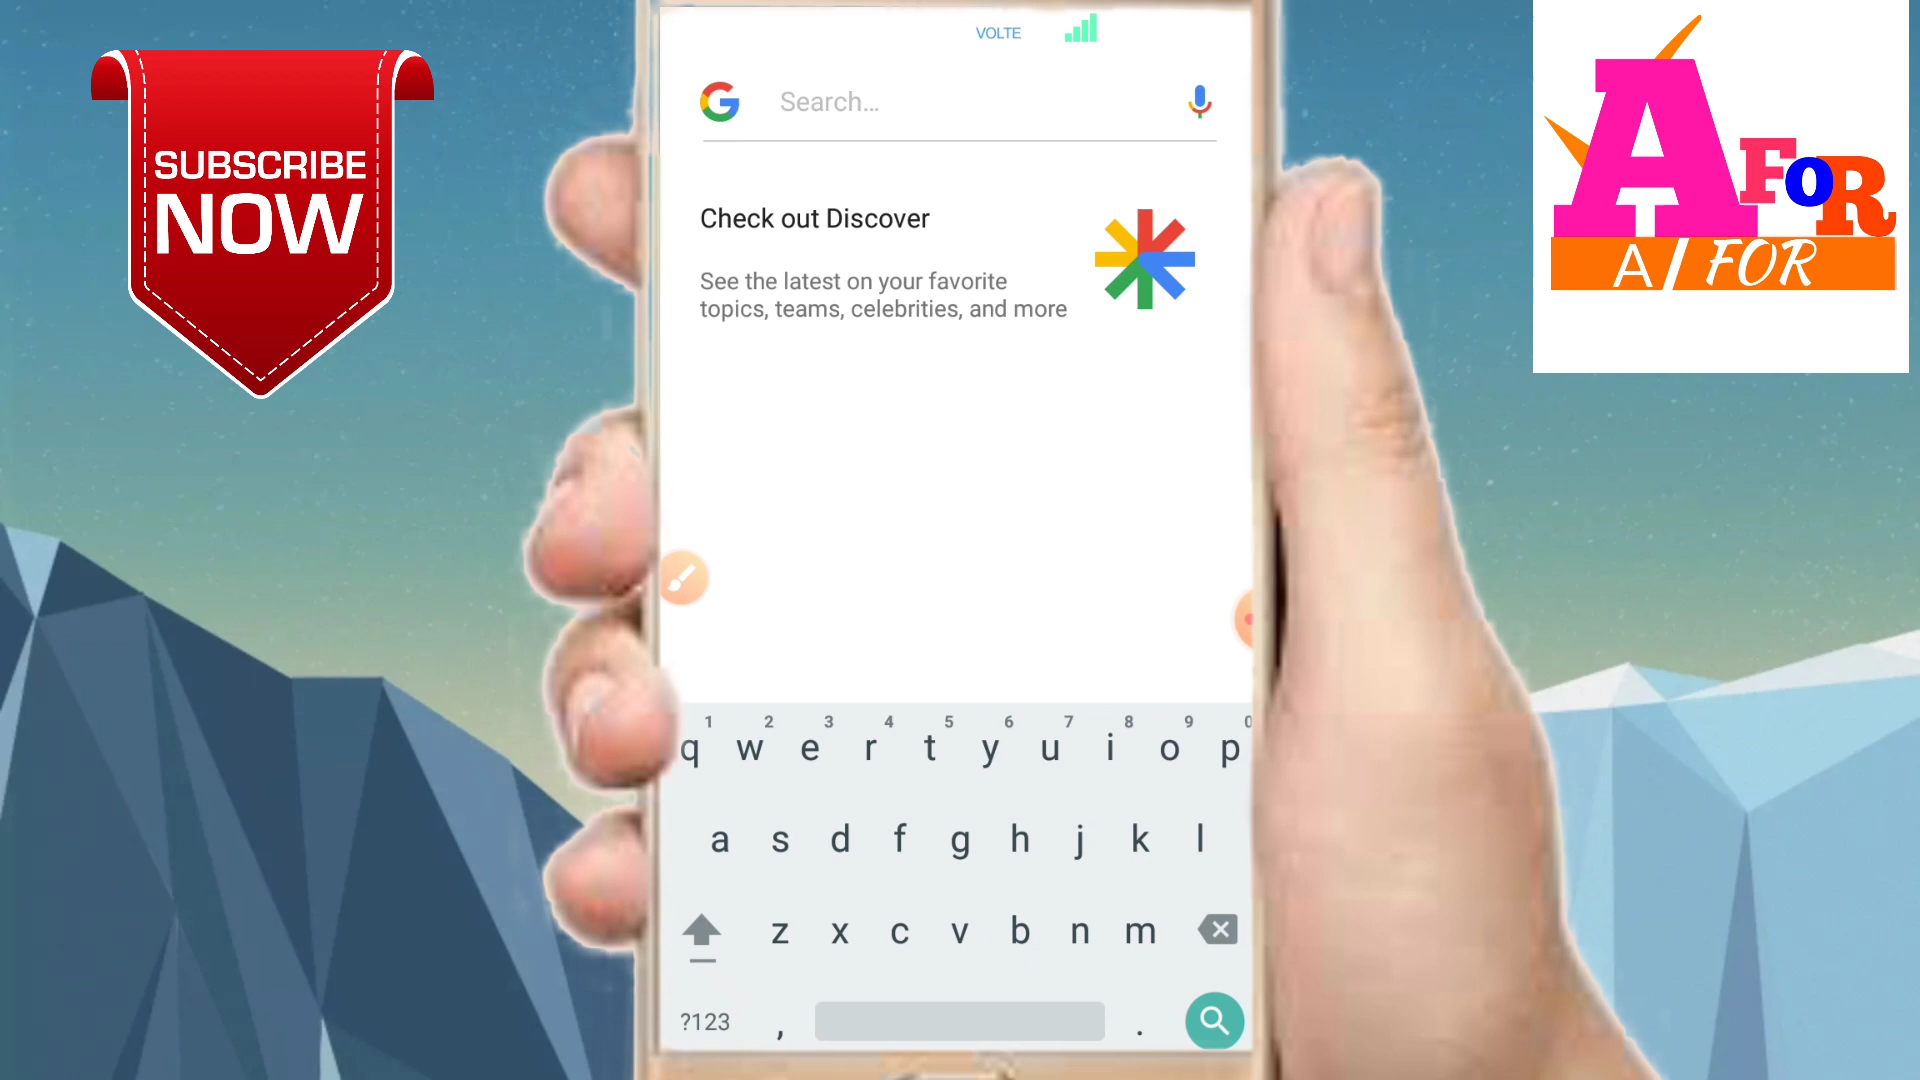 SUBSCRIBE
NOW
VOLTE
Search...
Check out Discover
See the latest on your favorite
topics, teams, celebrities, and more
1 2 3 4 5 6 7 8 9 0
q w e r t y u i o p
a s d f g h j k l
z x c v b n m
?123 , .
A FoR
A/FOR